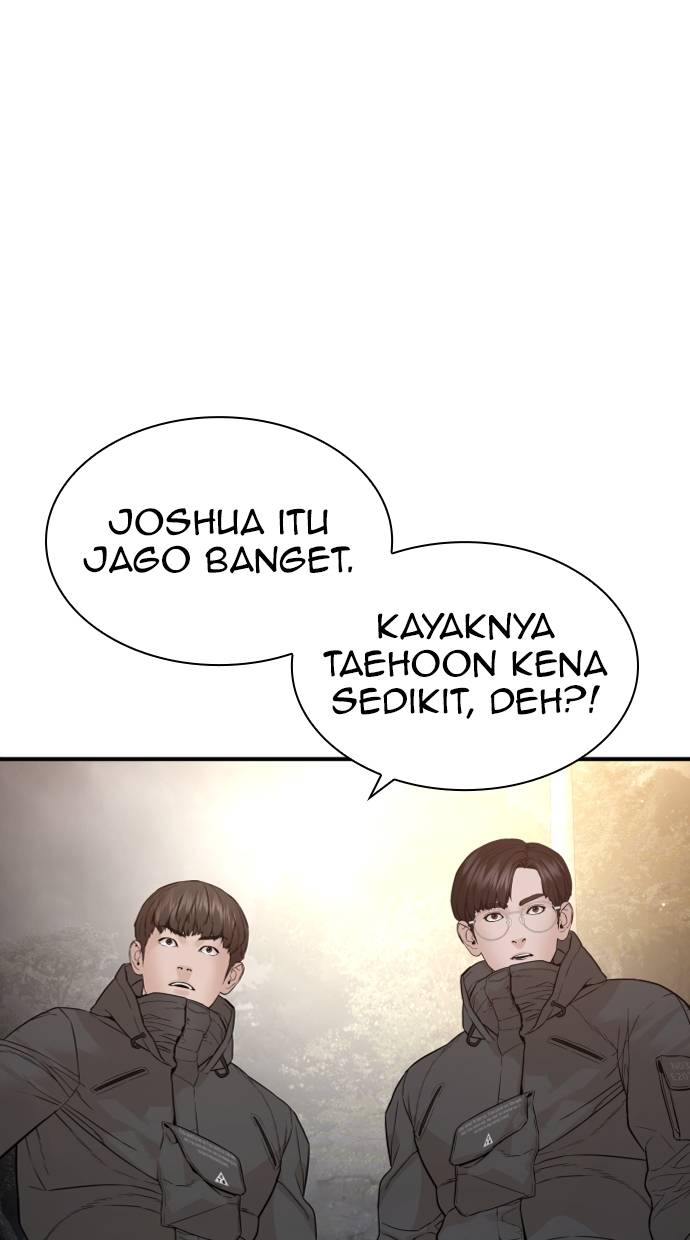 JOSHUA ITU
JAGO BANGET.
KAYAKNYA
TAEHOON KENA
SEDIKIT, DEH?!